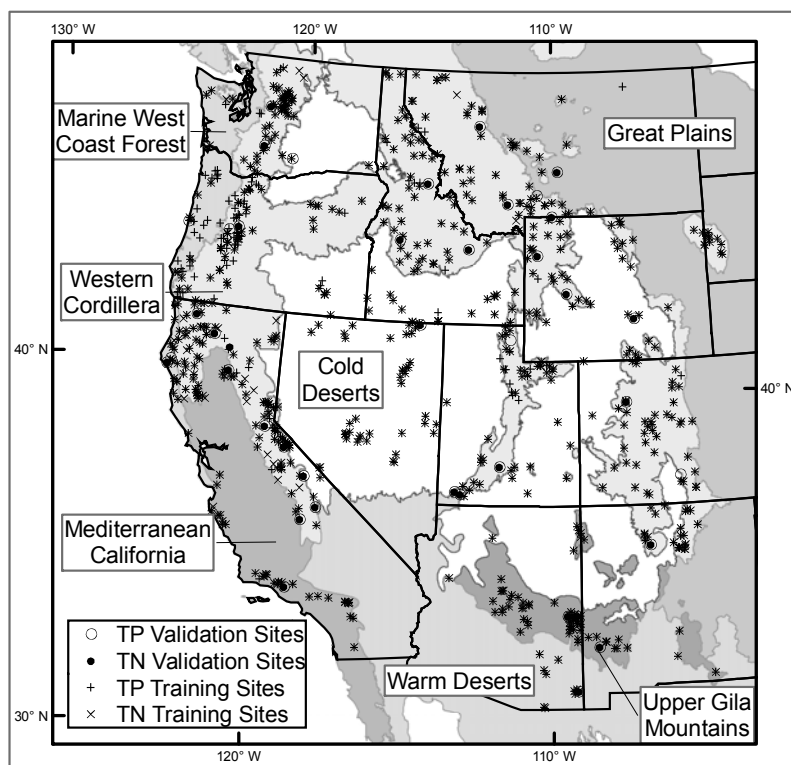 130° W
120° W
110° W
Marine West
Coast Forest
Great Plains
Western
Cordillera
40° N
Cold
Deserts
40° N
Mediterranean
California
TP Validation Sites
TN Validation Sites
TP Training Sites
TN Training Sites
Warm Deserts
Upper Gila
Mountains
30° N
120° W
110° W